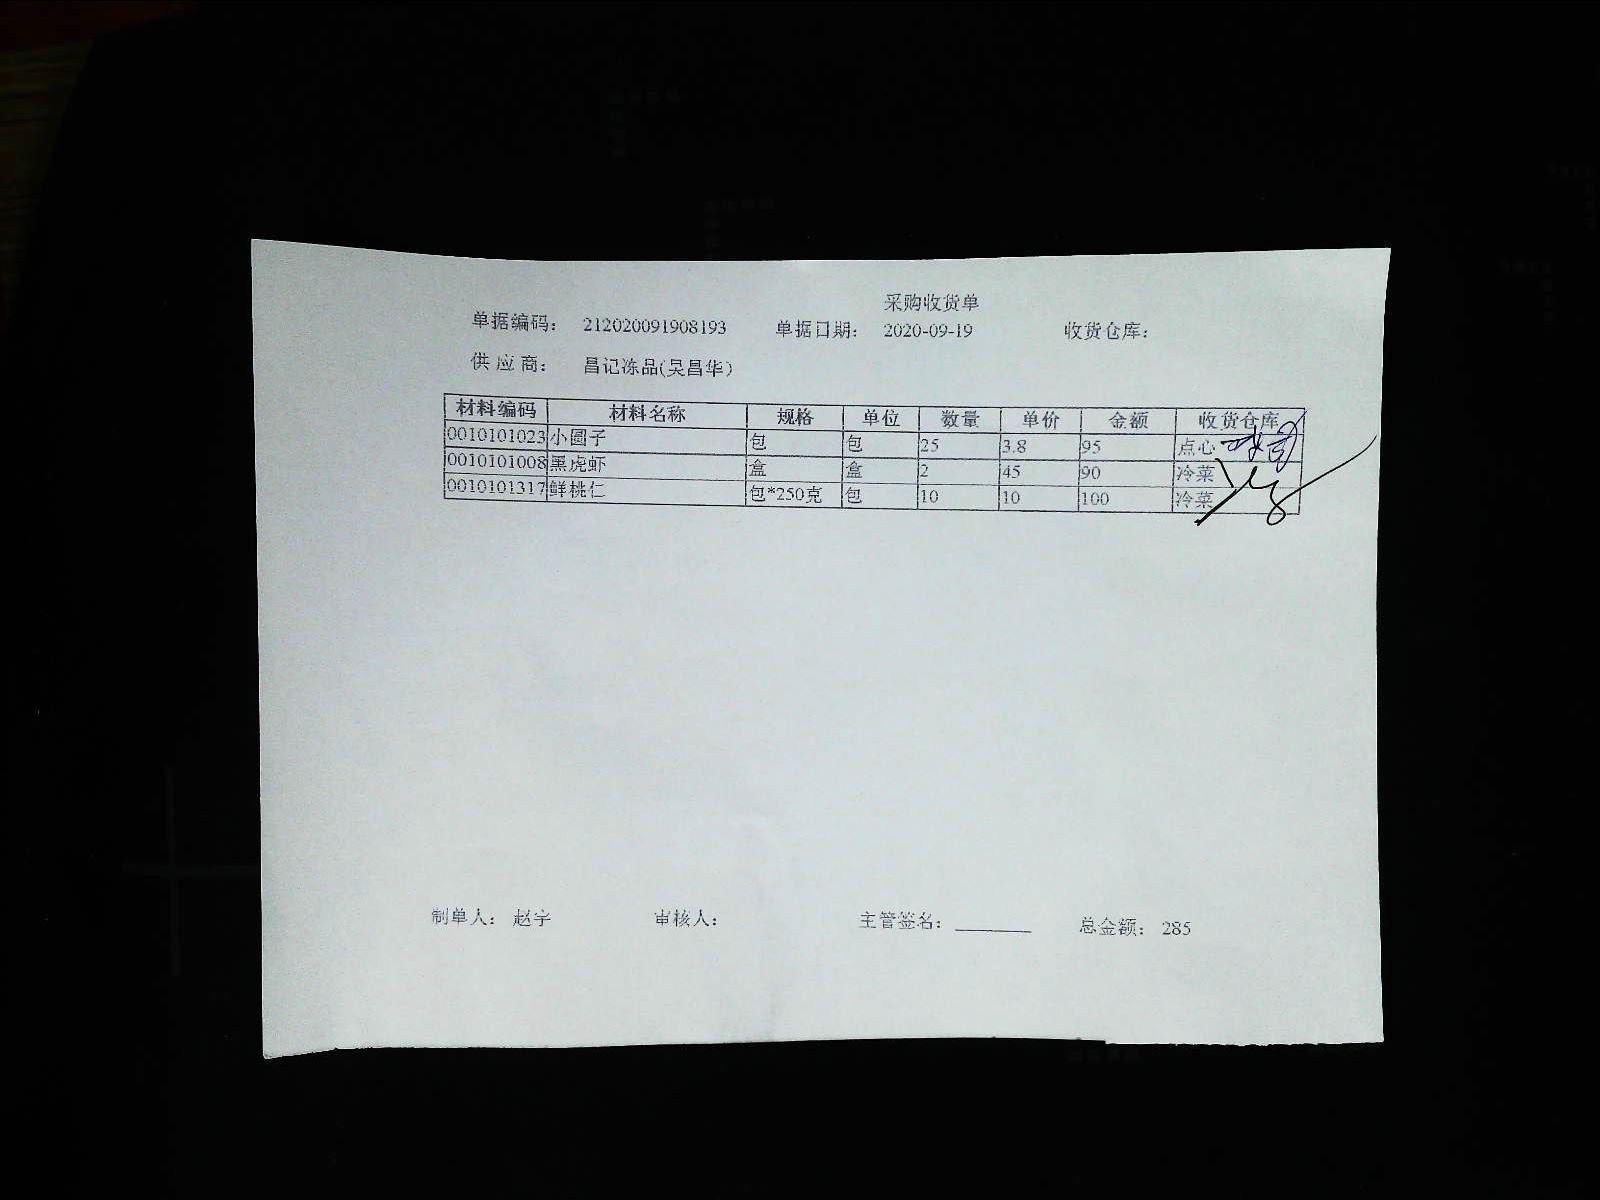 采购收货单
单据编码: 212020091908193 单据日期: 2020-09-19 收货仓库:
供应商: 昌记冻品(吴昌华)
材料编码 材料名称 规格 单位 数量 单价 金额 收货仓库
0010101023 小圆子 包 包 25 3.8 95 点心
0010101008 黑虎虾 盒 盒 2 45 90 冷菜
0010101317 鲜桃仁 包*250克 包 10 10 100 冷菜
制单人: 赵宇 审核人: 主管签名: 总金额: 285